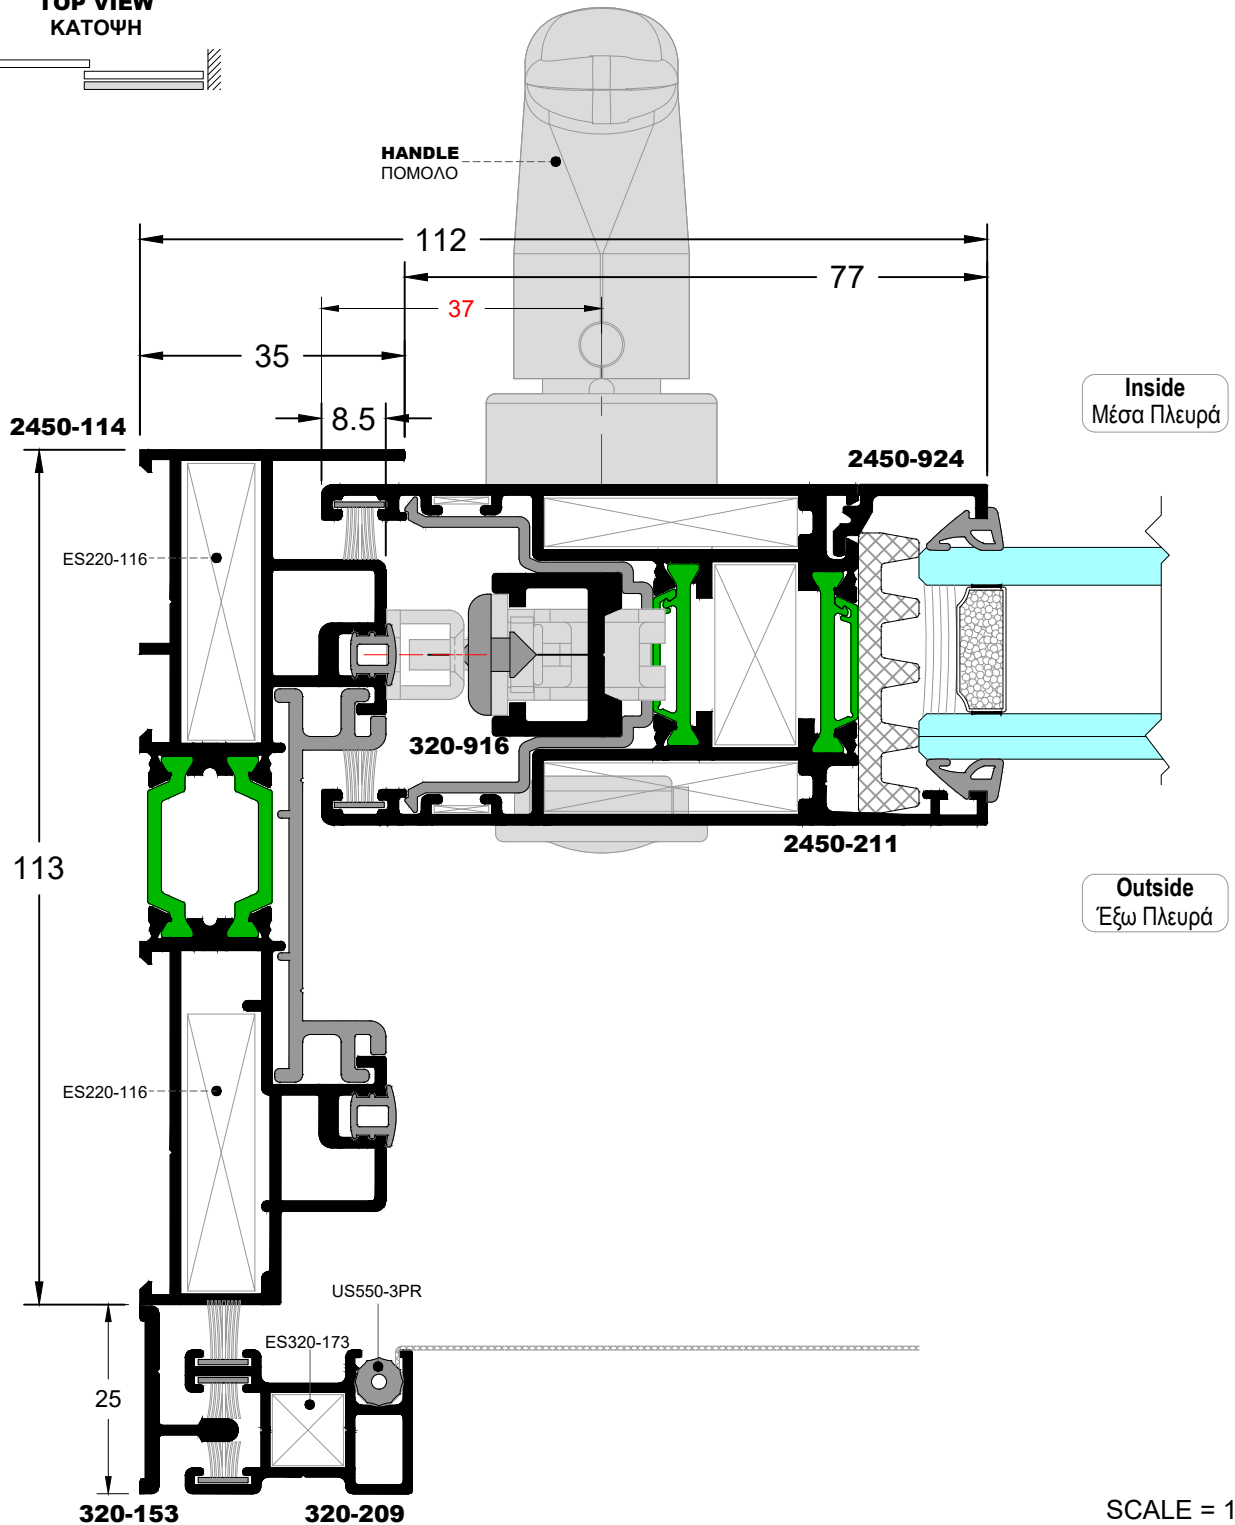 TOP VIEW
ΚΑΤΟΨΗ
HANDLE
ΠΟΜΟΛΟ
112
77
37
35
8.5
Inside
Μέσα Πλευρά
2450-114
2450-924
ES220-116
320-916
2450-211
113
Outside
Έξω Πλευρά
ES220-116
US550-3PR
ES320-173
25
320-153
320-209
SCALE = 1